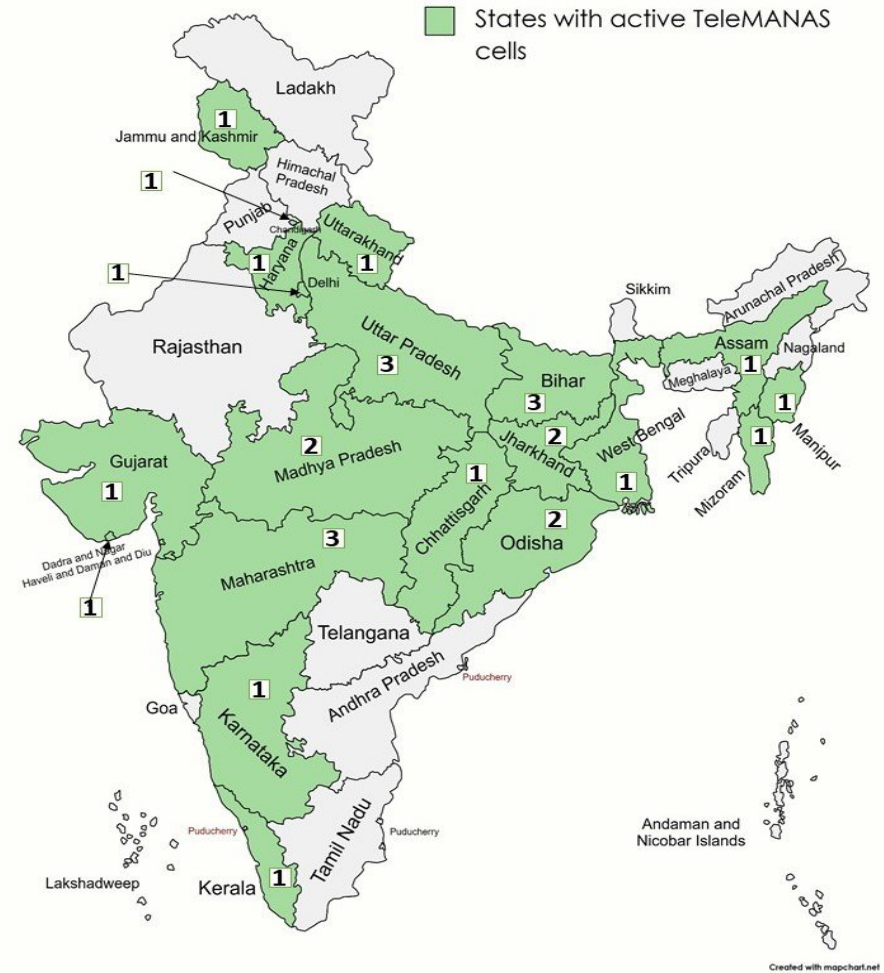 States with active TeleMANAS
cells
Ladakh
1
Jammu and Kashmir
1
Himachal
Pradesh
Punjab
Chandigarh
Uttarakhand
1
Haryana
1
1
Delhi
Sikkim
Arunachal Pradesh
Rajasthan
Uttar Pradesh
3
Assam
1
Nagaland
Meghalaya
Bihar
3
1
Manipur
Jharkhand
2
West Bengal
1
Tripura
1
Mizoram
Gujarat
1
2
Madhya Pradesh
1
Chhattisgarh
2
Odisha
3
Maharashtra
Dadra and Nagar
Haveli and Daman and Diu
1
Telangana
Andhra Pradesh
Puducherry
Goa
1
Karnataka
Puducherry
Tamil Nadu
Puducherry
Andaman and
Nicobar Islands
Lakshadweep
Kerala
1
Created with mapchart.net